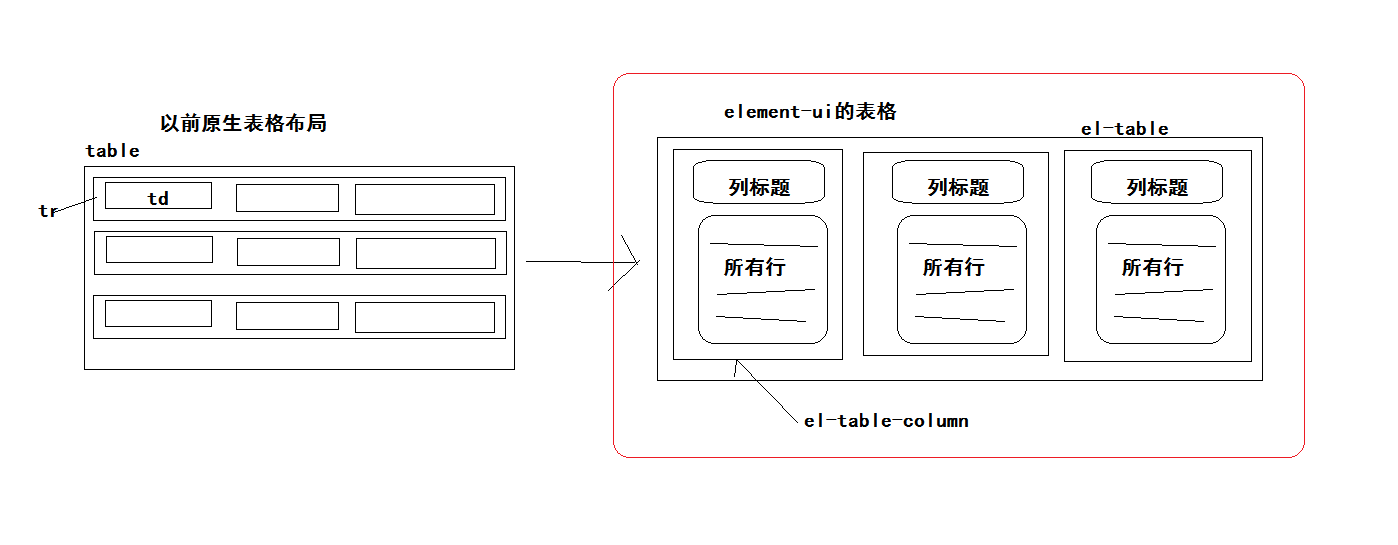 以前原生表格布局
table
td
tr
element-ui的表格
el-table
列标题
列标题
列标题
所有行
所有行
所有行
el-table-column